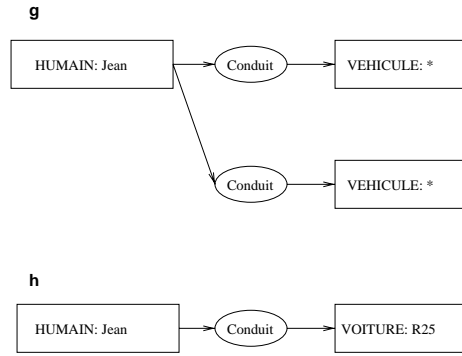 g
HUMAIN: Jean Conduit VEHICULE: *
Conduit VEHICULE: *
h
HUMAIN: Jean Conduit VOITURE: R25